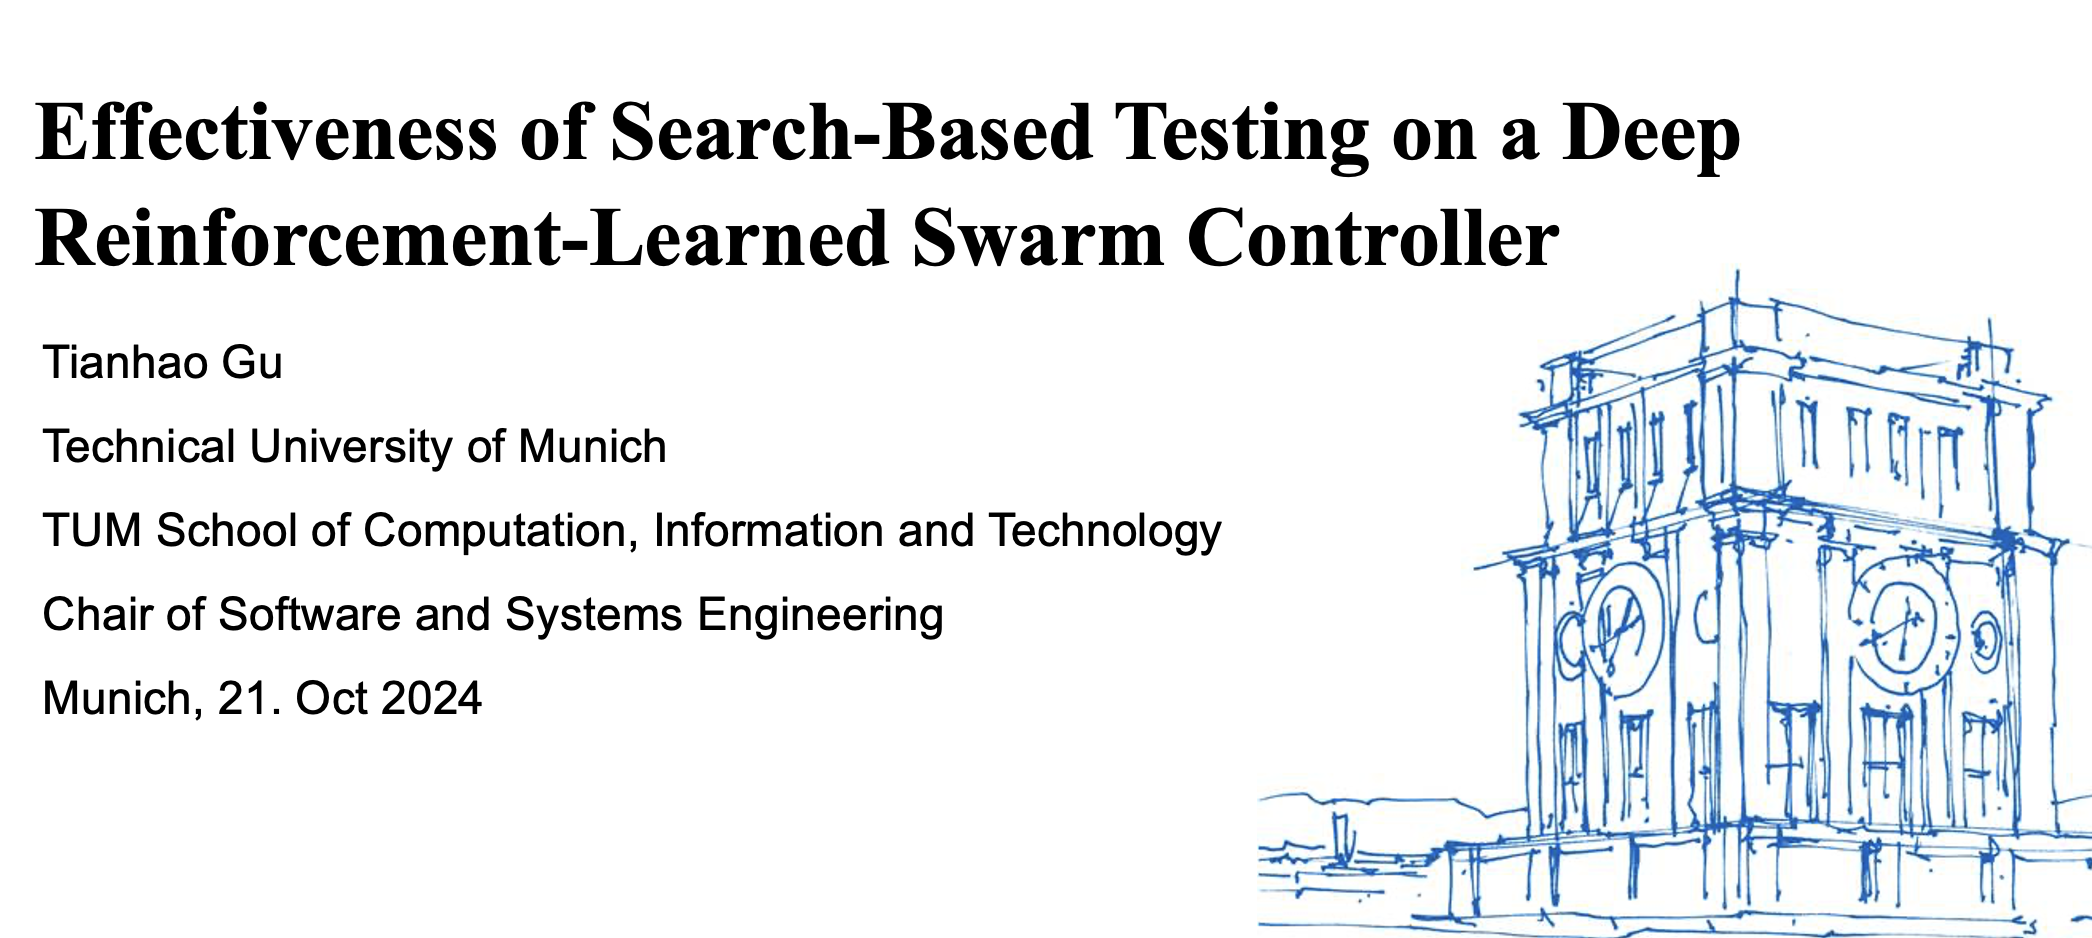 Effectiveness of Search-Based Testing on a Deep
Reinforcement-Learned Swarm Controller
Tianhao Gu
Technical University of Munich
TUM School of Computation, Information and Technology
Chair of Software and Systems Engineering
Munich, 21. Oct 2024